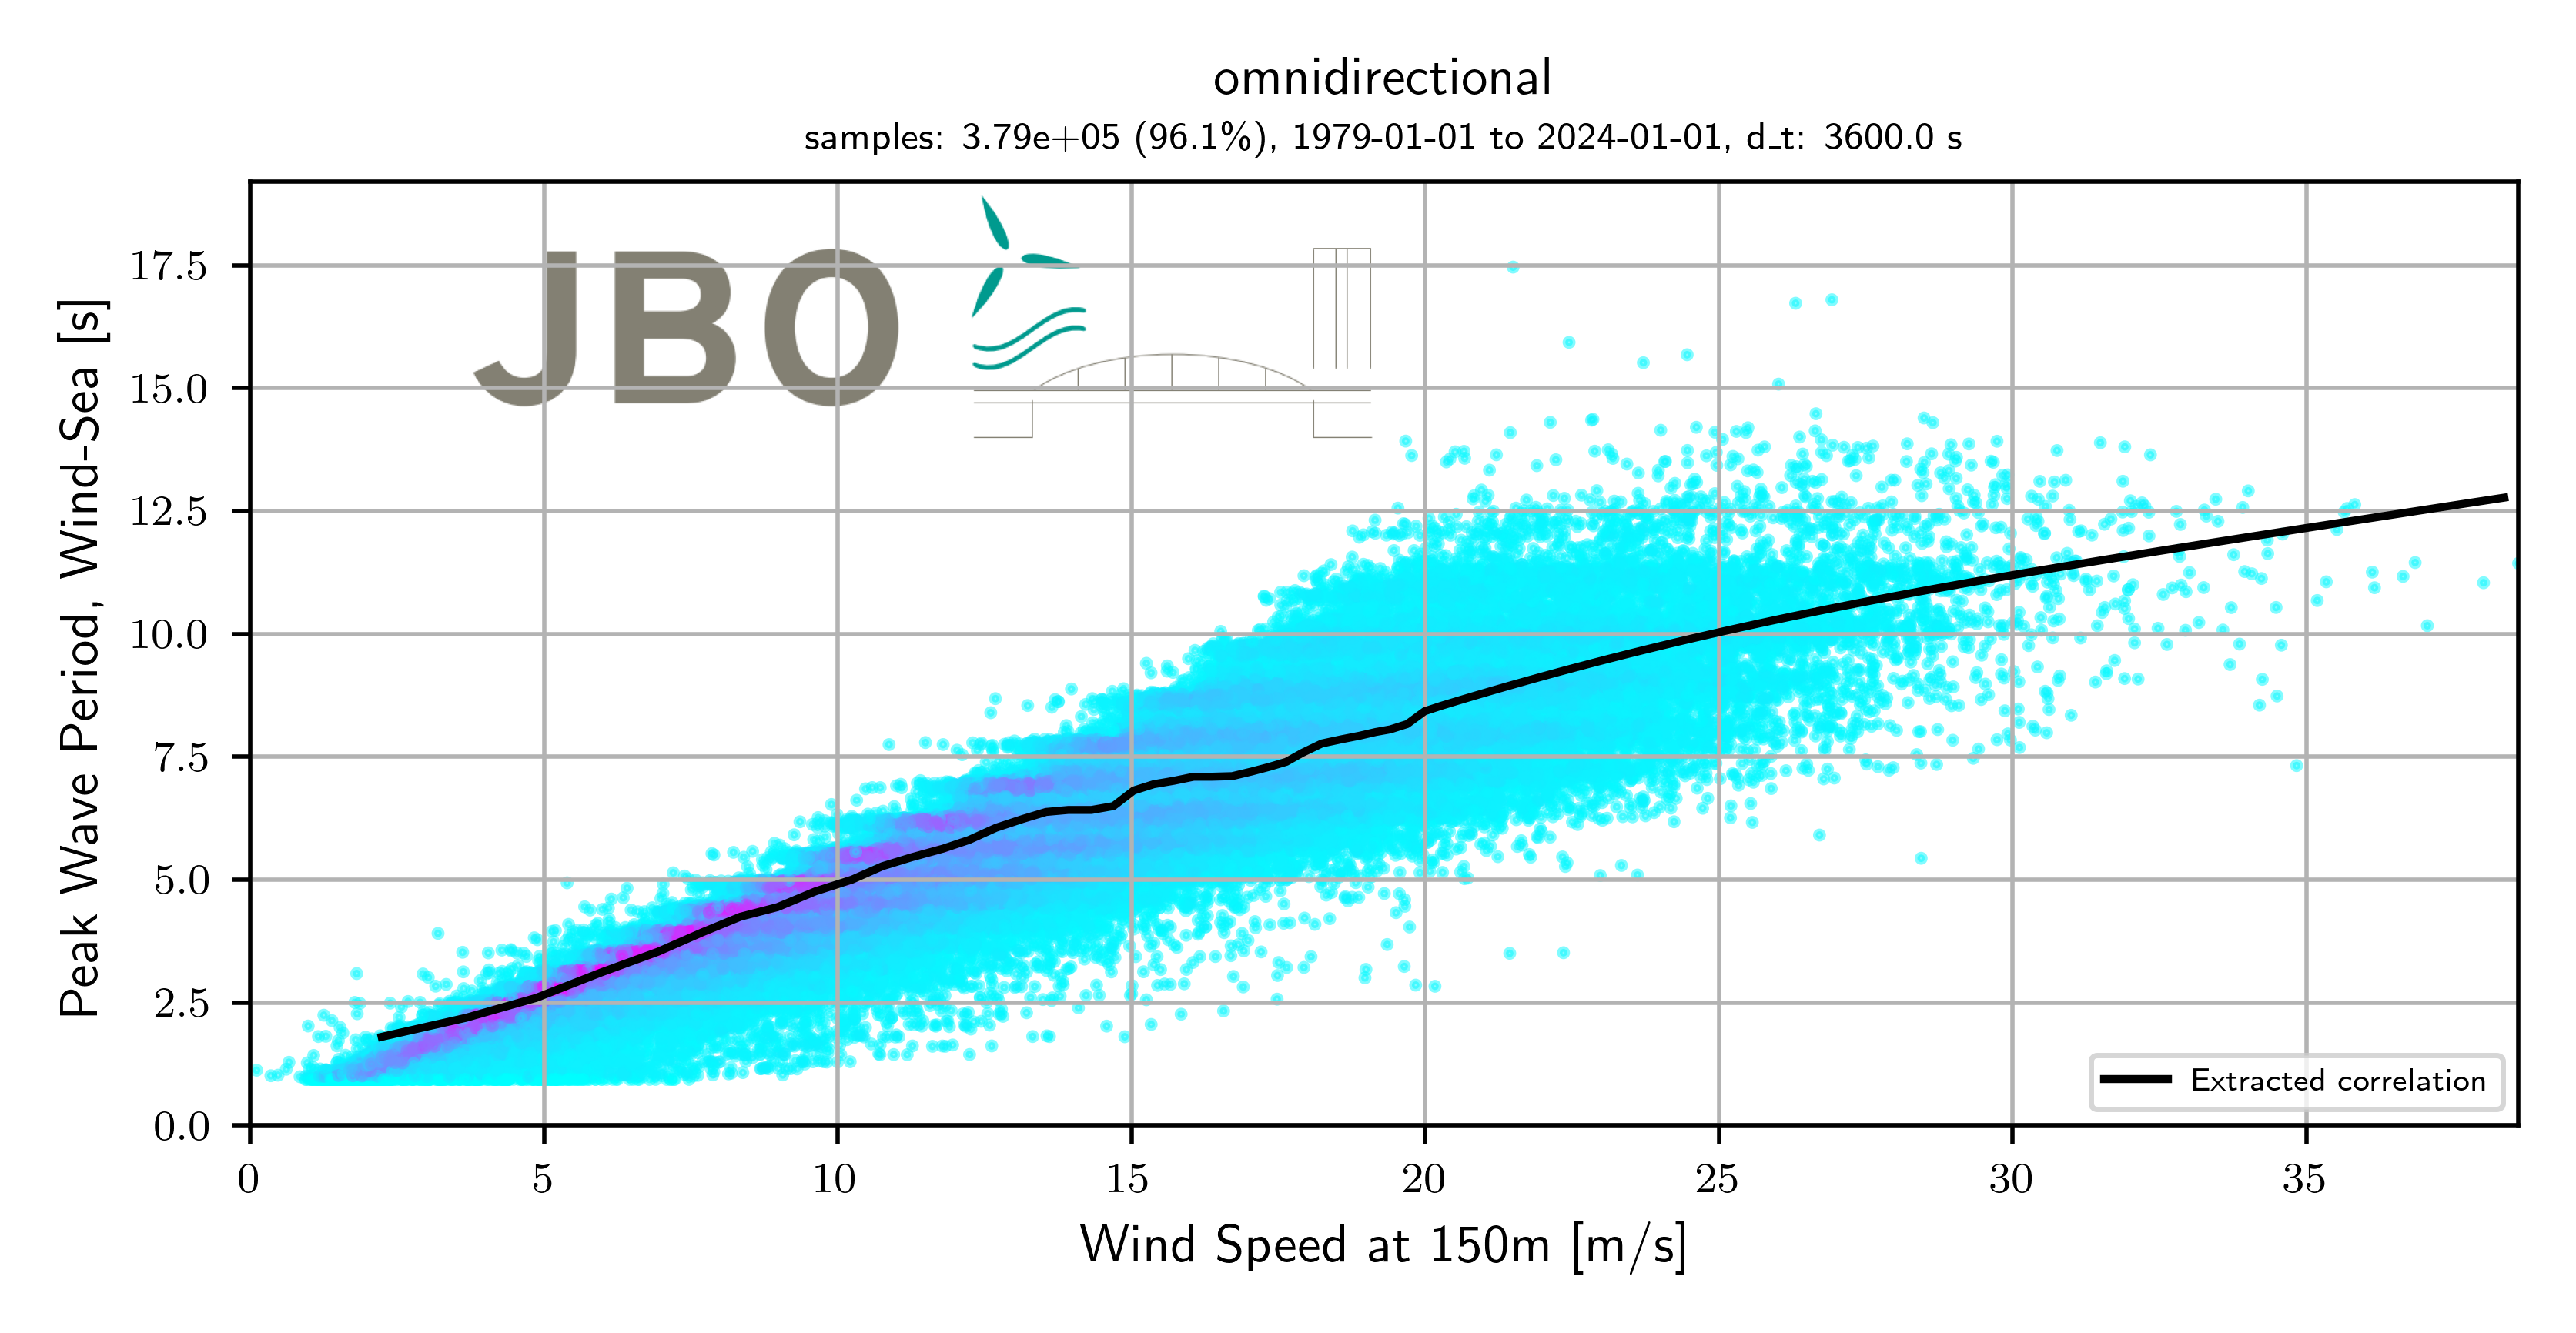 omnidirectional
samples: 3.79e+05 (96.1%), 1979-01-01 to 2024-01-01, d_t: 3600.0 s
JBO
Peak Wave Period, Wind-Sea [s]
17.5
15.0
12.5
10.0
7.5
5.0
2.5
0.0
Extracted correlation
0 5 10 15 20 25 30 35
Wind Speed at 150m [m/s]